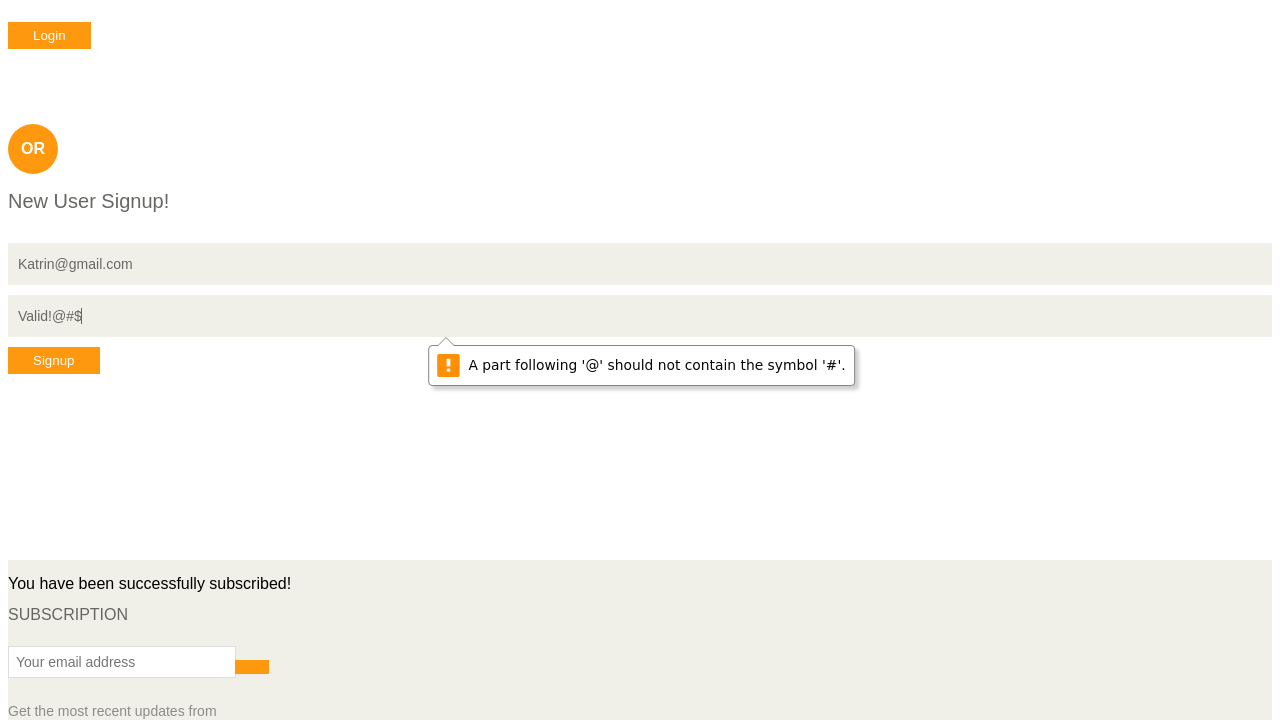 Login
OR
New User Signup!
Katrin@gmail.com
Valid!@#$
Signup
A part following '@' should not contain the symbol '#'.
You have been successfully subscribed!
SUBSCRIPTION
Your email address
Get the most recent updates from